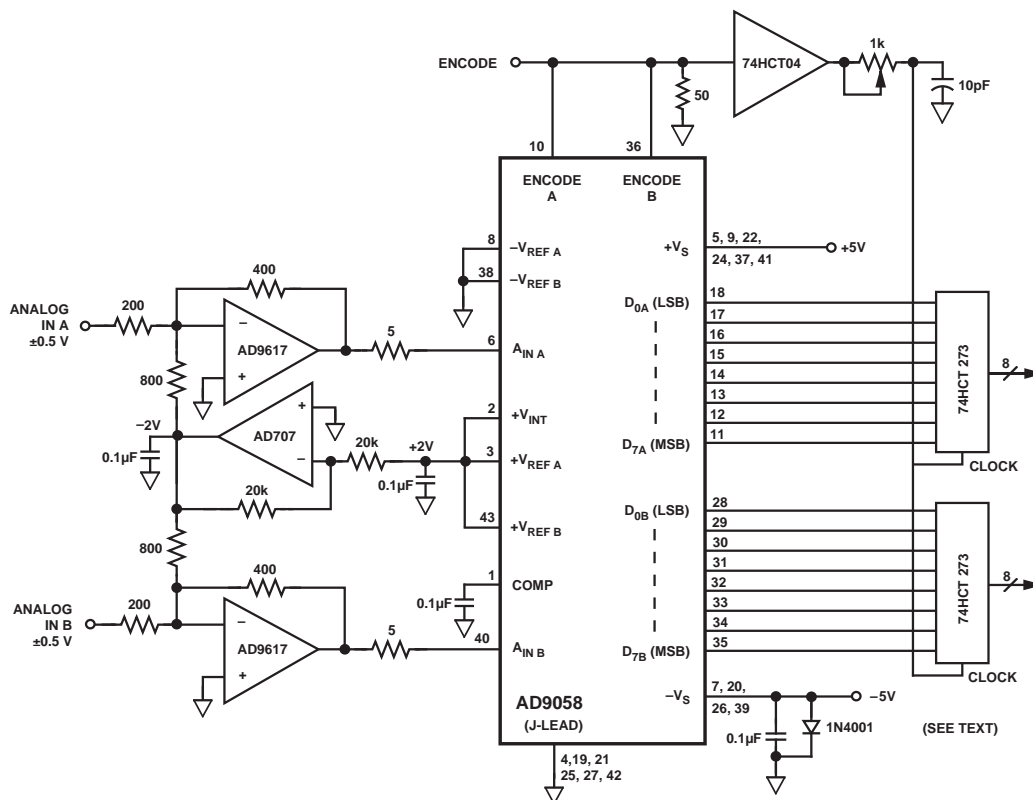 ENCODE
74HCT04
1k
10pF
50
10
36
ENCODE
A
ENCODE
B
8
–VREF A
38
–VREF B
+VS
5, 9, 22,
24, 37, 41
+5V
ANALOG
IN A
±0.5 V
200
400
AD9617
–
+
5
6
AIN A
800
–2V
0.1µF
AD707
+
–
20k
20k
+2V
0.1µF
2
+VINT
3
+VREF A
43
+VREF B
800
1
COMP
0.1µF
ANALOG
IN B
±0.5 V
200
400
AD9617
–
+
5
40
AIN B
D0A (LSB)
18
17
16
15
14
13
12
D7A (MSB)
11
74HCT 273
8
CLOCK
D0B (LSB)
28
29
30
31
32
33
34
D7B (MSB)
35
74HCT 273
8
CLOCK
–VS
7, 20,
26, 39
–5V
0.1µF
1N4001
(SEE TEXT)
AD9058
(J-LEAD)
4,19, 21
25, 27, 42